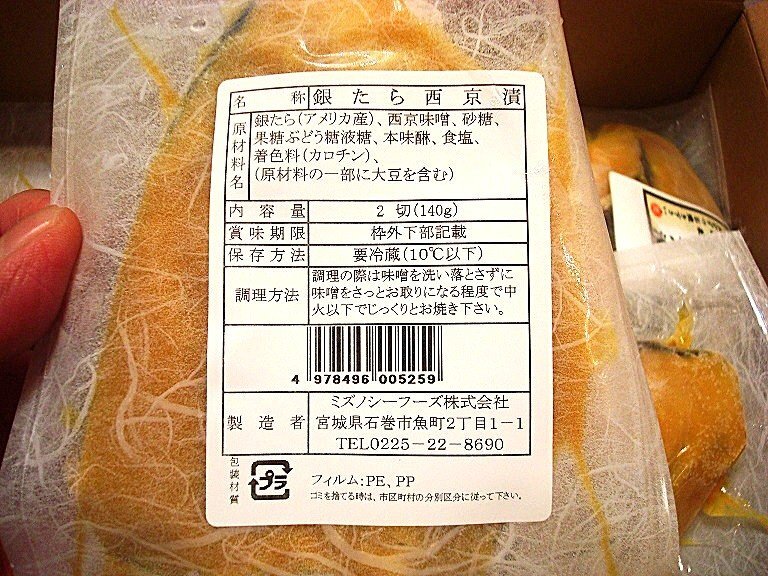 名称 銀たら西京漬
原材料名 銀たら(アメリカ産)、西京味噌、砂糖、
果糖ぶどう糖液糖、本味醂、食塩、
着色料(カロチン)、
(原材料の一部に大豆を含む)
内容量 2切(140g)
賞味期限 枠外下部記載
保存方法 要冷蔵(10℃以下)
調理方法 調理の際は味噌を洗い落とさずに
味噌をさっとお取りになる程度で中
火以下でじっくりとお焼き下さい。
4 978496 005259
製造者 ミズノシーフーズ株式会社
宮城県石巻市魚町2丁目1-1
TEL0225-22-8690
包装材質 プラ フィルム:PE、PP
ゴミを捨てる時は、市区町村の分別区分に従って下さい。